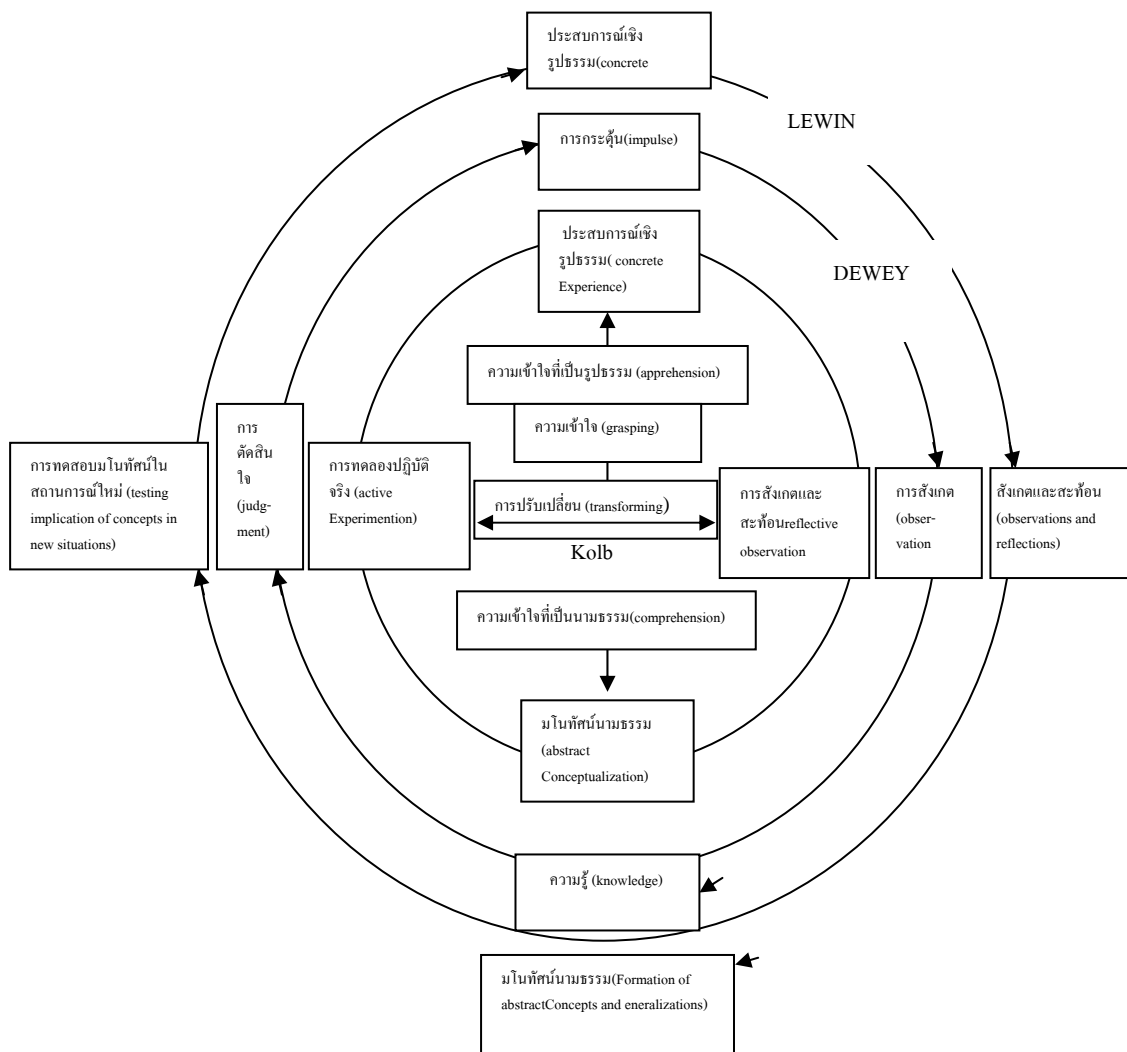 ประสบการณ์เชิง
รูปธรรม(concrete
LEWIN
การกระตุ้น(impulse)
ประสบการณ์เชิง
รูปธรรม( concrete
Experience)
DEWEY
ความเข้าใจที่เป็นรูปธรรม (apprehension)
ความเข้าใจ (grasping)
การทดสอบมโนทัศน์ใน
สถานการณ์ใหม่ (testing
implication of concepts in
new situations)
การ
ตัดสิน
ใจ
(judg-
ment)
การทดลองปฏิบัติ
จริง (active
Experimention)
การปรับเปลี่ยน (transforming)
Kolb
การสังเกตและ
สะท้อนreflective
observation
การสังเกต
(obser-
vation
สังเกตและสะท้อน
(observations and
reflections)
ความเข้าใจที่เป็นนามธรรม(comprehension)
มโนทัศน์นามธรรม
(abstract
Conceptualization)
ความรู้ (knowledge)
มโนทัศน์นามธรรม(Formation of
abstractConcepts and eneralizations)